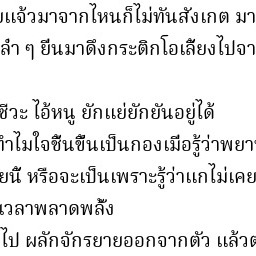 แจ้วมาจากไหนก็ไม่ทันสังเกต มา
ลำ ๆ ยืนมาดึงกระติกโอเลี้ยงไปจา
ชีวะ ไอ้หนู ยักแย่ยักยันอยู่ได้
ทำไมใจชื้นขึ้นเป็นกองเมื่อรู้ว่าพยา
ยนี้ หรือจะเป็นเพราะรู้ว่าแกไม่เคย
นเวลาพลาดพลั้ง
ไป ผลักจักรยายออกจากตัว แล้วต